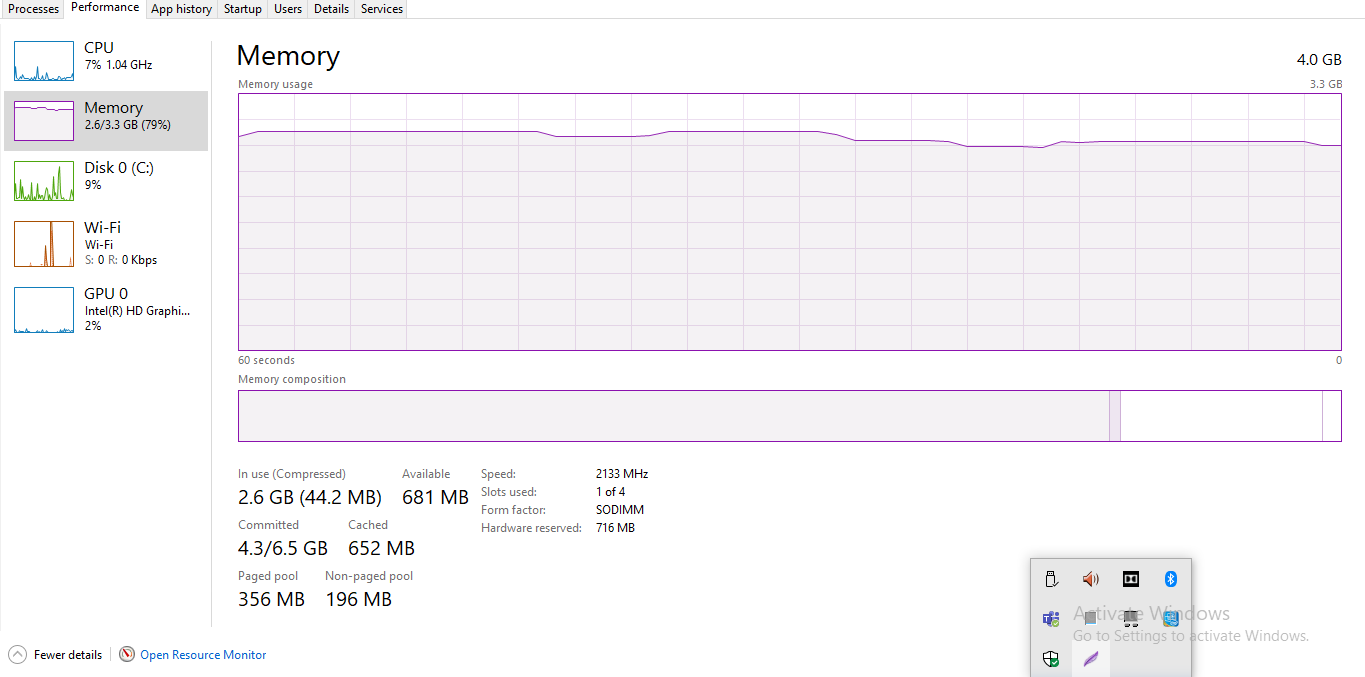 Processes Performance App history Startup Users Details Services
CPU
7% 1.04 GHz
Memory
2.6/3.3 GB (79%)
Disk 0 (C:)
9%
Wi-Fi
Wi-Fi
S: 0 R: 0 Kbps
GPU 0
Intel(R) HD Graphi...
2%
Memory 4.0 GB
Memory usage 3.3 GB
60 seconds 0
Memory composition
In use (Compressed) Available
2.6 GB (44.2 MB) 681 MB
Committed Cached
4.3/6.5 GB 652 MB
Paged pool Non-paged pool
356 MB 196 MB
Speed: 2133 MHz
Slots used: 1 of 4
Form factor: SODIMM
Hardware reserved: 716 MB
Activate Windows
Go to Settings to activate Windows.
Fewer details Open Resource Monitor